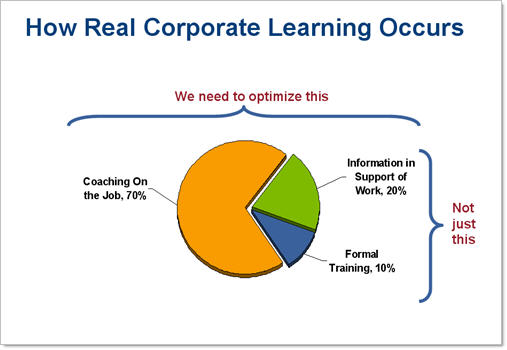 How Real Corporate Learning Occurs
We need to optimize this
Coaching On
the Job, 70%
Information in
Support of
Work, 20%
Formal
Training, 10%
Not
just
this